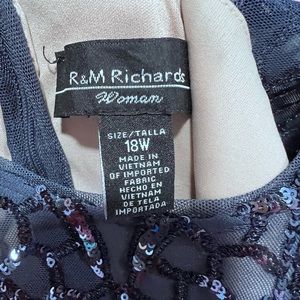 R&M Richards
Woman
SIZE/TALLA
18W
MADE IN
VIETNAM
OF IMPORTED
FABRIC
HECHO EN
VIETNAM
DE TELA
IMPORTADA